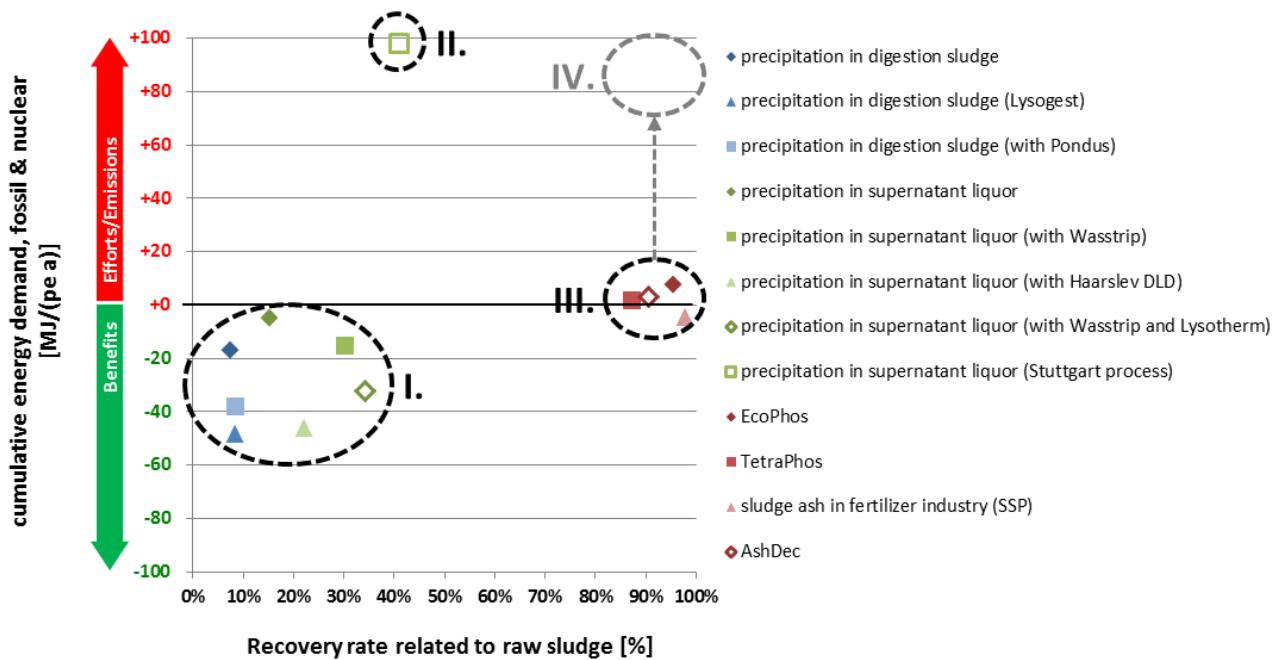 cumulative energy demand, fossil & nuclear
[MJ/(pe a)]
Efforts/Emissions
Benefits
+100
+80
+60
+40
+20
+0
-20
-40
-60
-80
-100
0%
10%
20%
30%
40%
50%
60%
70%
80%
90%
100%
Recovery rate related to raw sludge [%]
I.
II.
III.
IV.
precipitation in digestion sludge
precipitation in digestion sludge (Lysogest)
precipitation in digestion sludge (with Pondus)
precipitation in supernatant liquor
precipitation in supernatant liquor (with Wasstrip)
precipitation in supernatant liquor (with Haarslev DLD)
precipitation in supernatant liquor (with Wasstrip and Lysotherm)
precipitation in supernatant liquor (Stuttgart process)
EcoPhos
TetraPhos
sludge ash in fertilizer industry (SSP)
AshDec